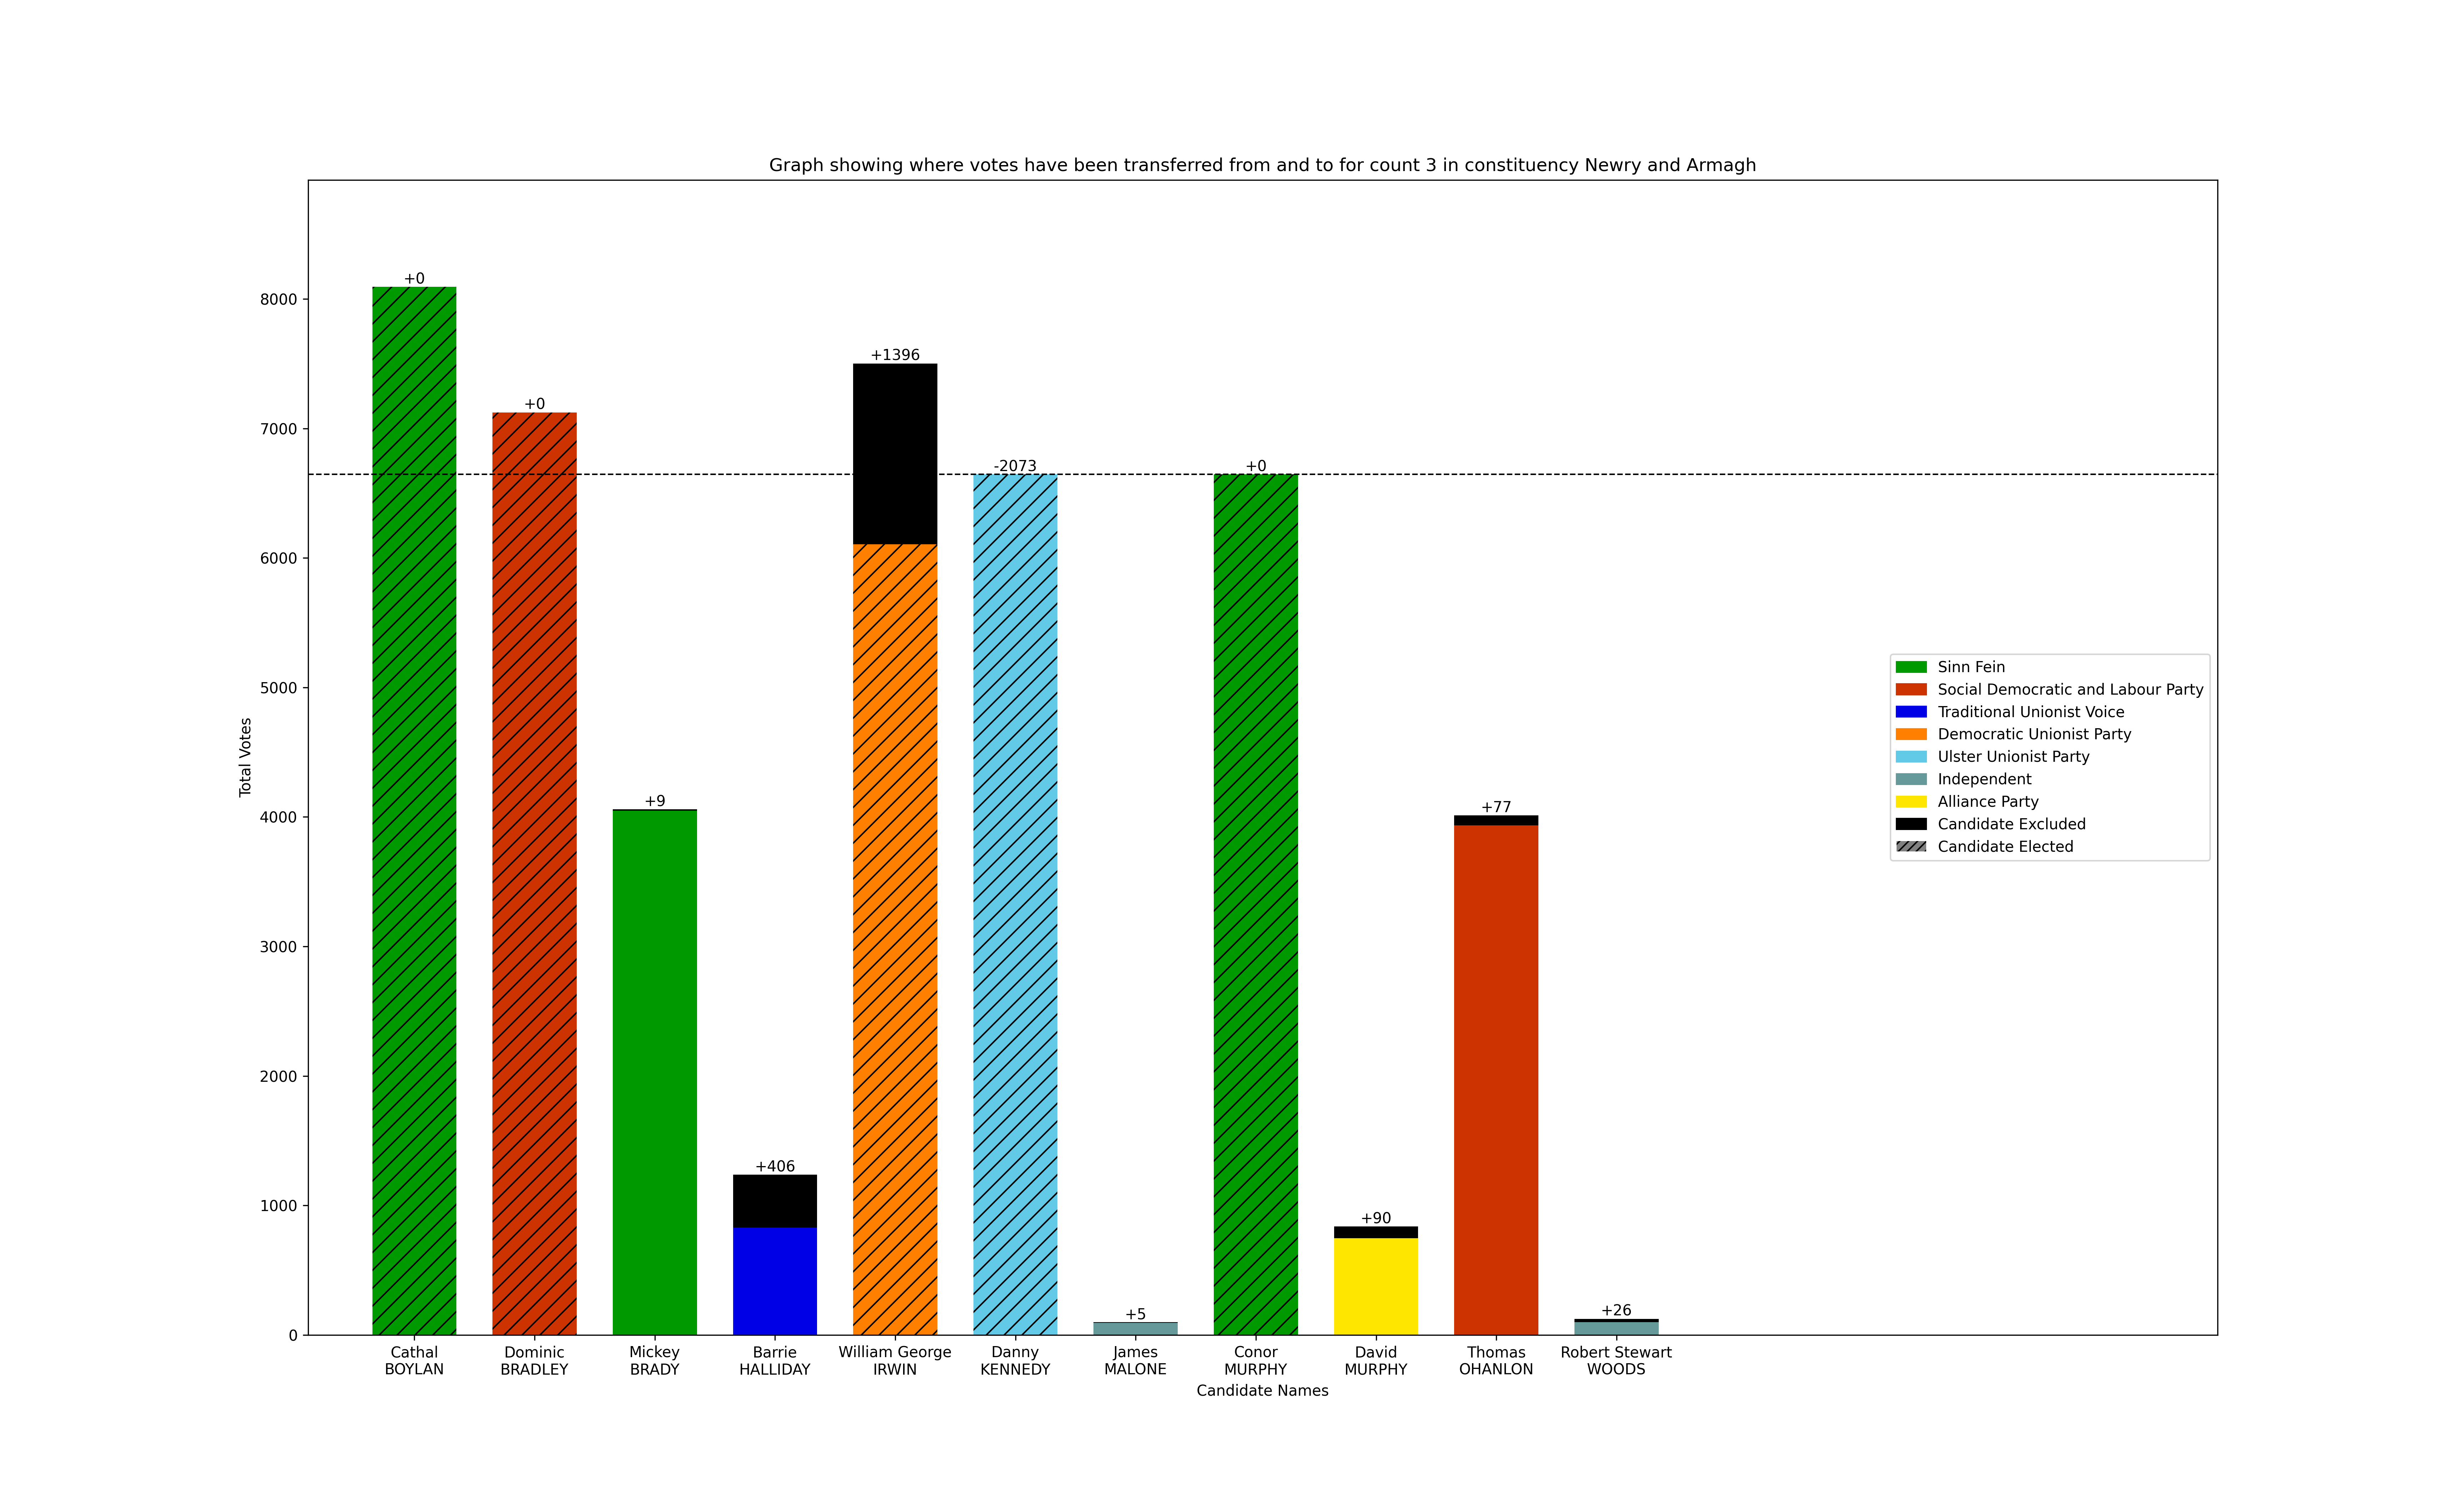 Graph showing where votes have been transferred from and to for count 3 in constituency Newry and Armagh
Total Votes
8000
7000
6000
5000
4000
3000
2000
1000
0
+0
+0
+9
+406
+1396
-2073
+5
+0
+90
+77
+26
Cathal
BOYLAN
Dominic
BRADLEY
Mickey
BRADY
Barrie
HALLIDAY
William George
IRWIN
Danny
KENNEDY
James
MALONE
Conor
MURPHY
David
MURPHY
Thomas
OHANLON
Robert Stewart
WOODS
Candidate Names
Sinn Fein
Social Democratic and Labour Party
Traditional Unionist Voice
Democratic Unionist Party
Ulster Unionist Party
Independent
Alliance Party
Candidate Excluded
Candidate Elected